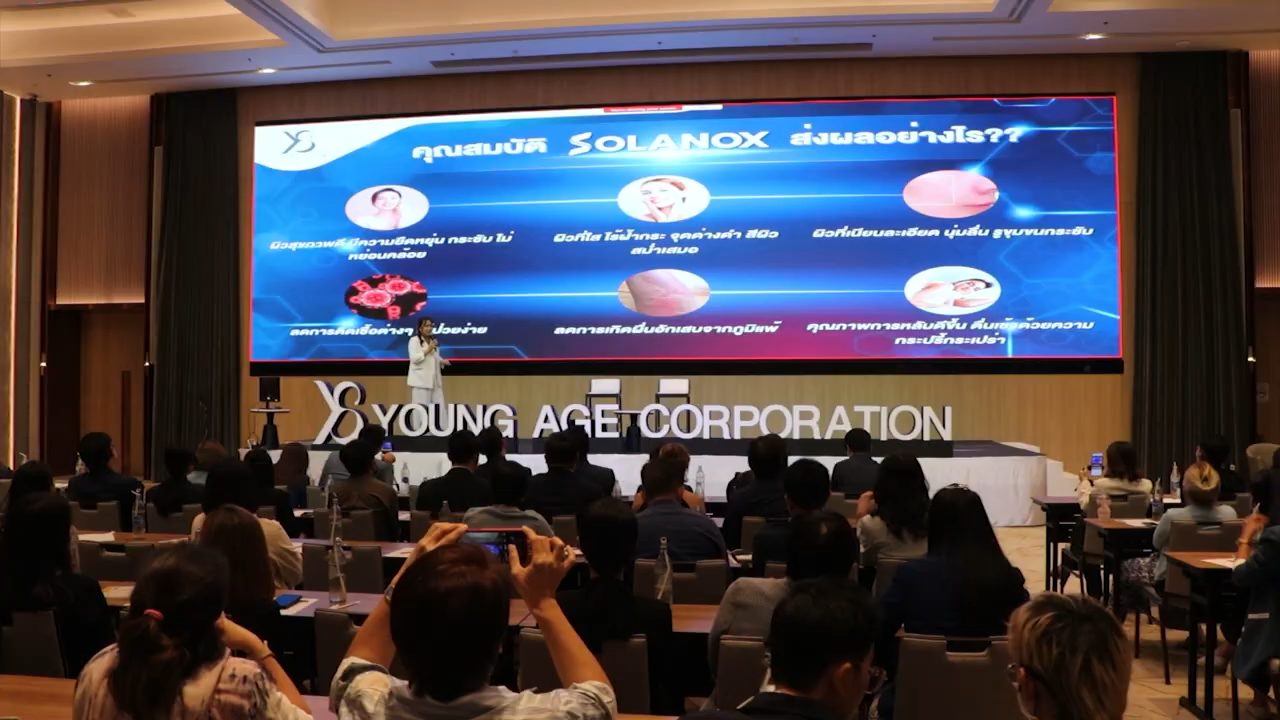 YS
คุณสมบัติ SOLANOX ส่งผลอย่างไร??
ผิวสุขภาพดี มีความยืดหยุ่น กระชับ ไม่
หย่อนคล้อย
ผิวที่ใส ไร้ฝ้ากระ จุดด่างดำ สีผิว
สม่ำเสมอ
ผิวที่เนียนละเอียด นุ่มลื่น รูขุมขนกระชับ
ลดการติดเชื้อต่างๆ ป่วยง่าย
ลดการเกิดผื่นอักเสบจากภูมิแพ้
คุณภาพการหลับดีขึ้น ตื่นเช้าด้วยความ
กระปรี้กระเปร่า
YS YOUNG AGE CORPORATION